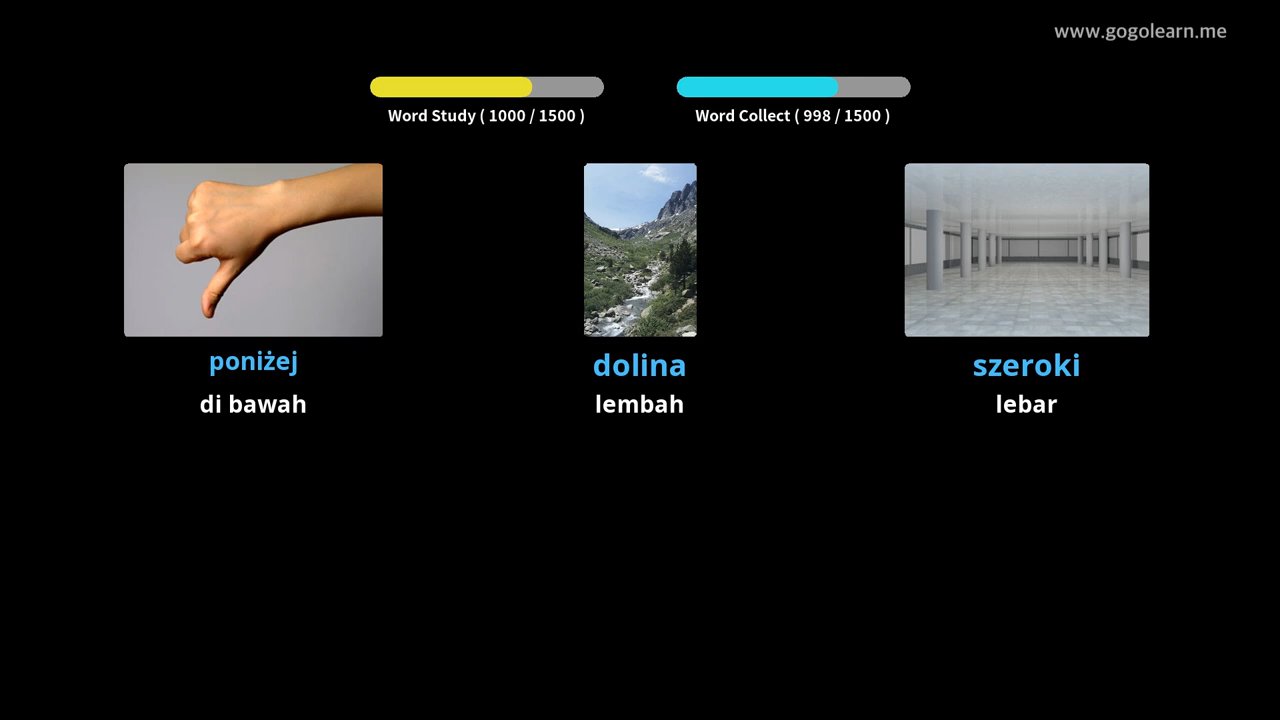 www.gogolearn.me
Word Study ( 1000 / 1500 )
Word Collect ( 998 / 1500 )
poniżej
di bawah
dolina
lembah
szeroki
lebar